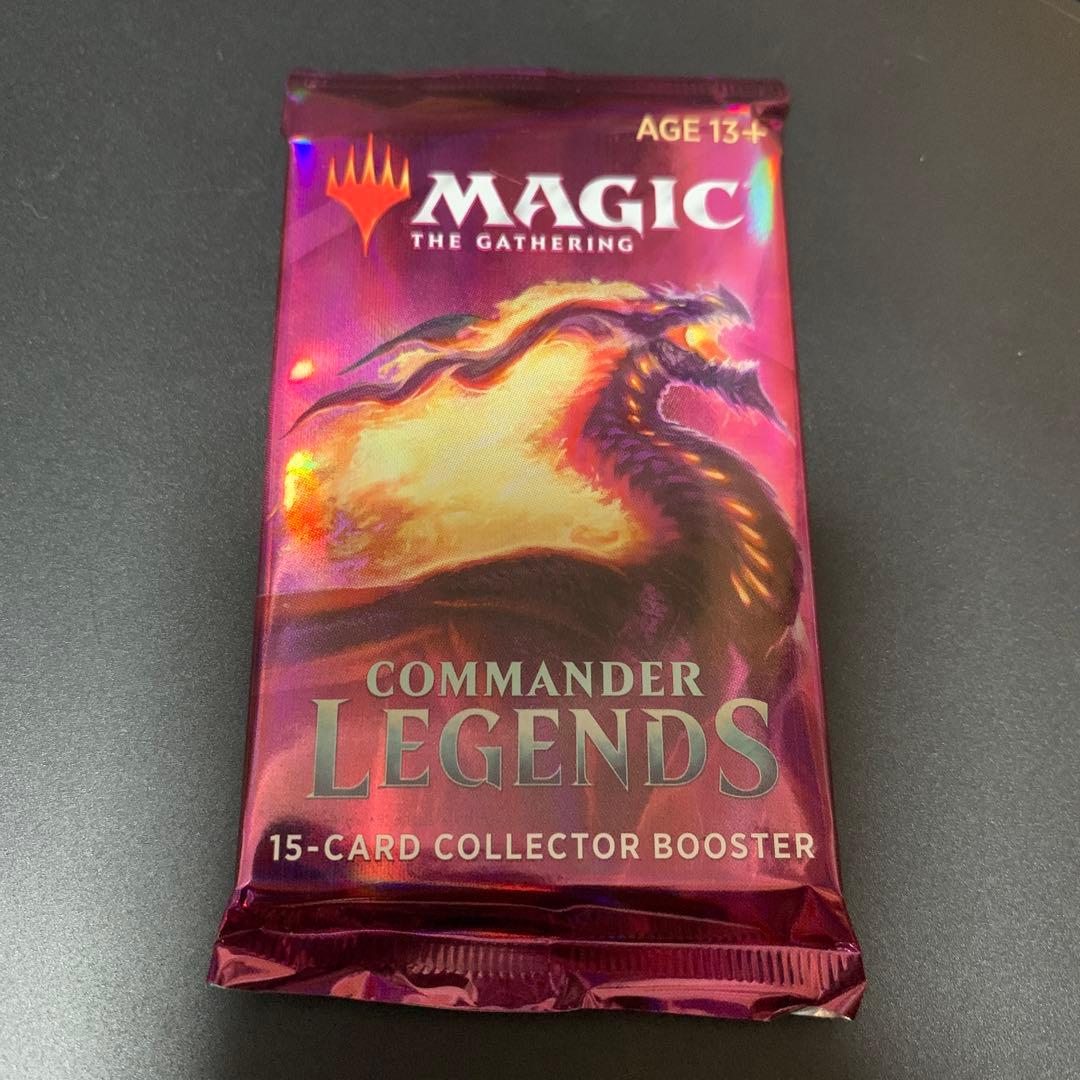 AGE 13+
MAGIC
THE GATHERING
COMMANDER
LEGENDS
15-CARD COLLECTOR BOOSTER